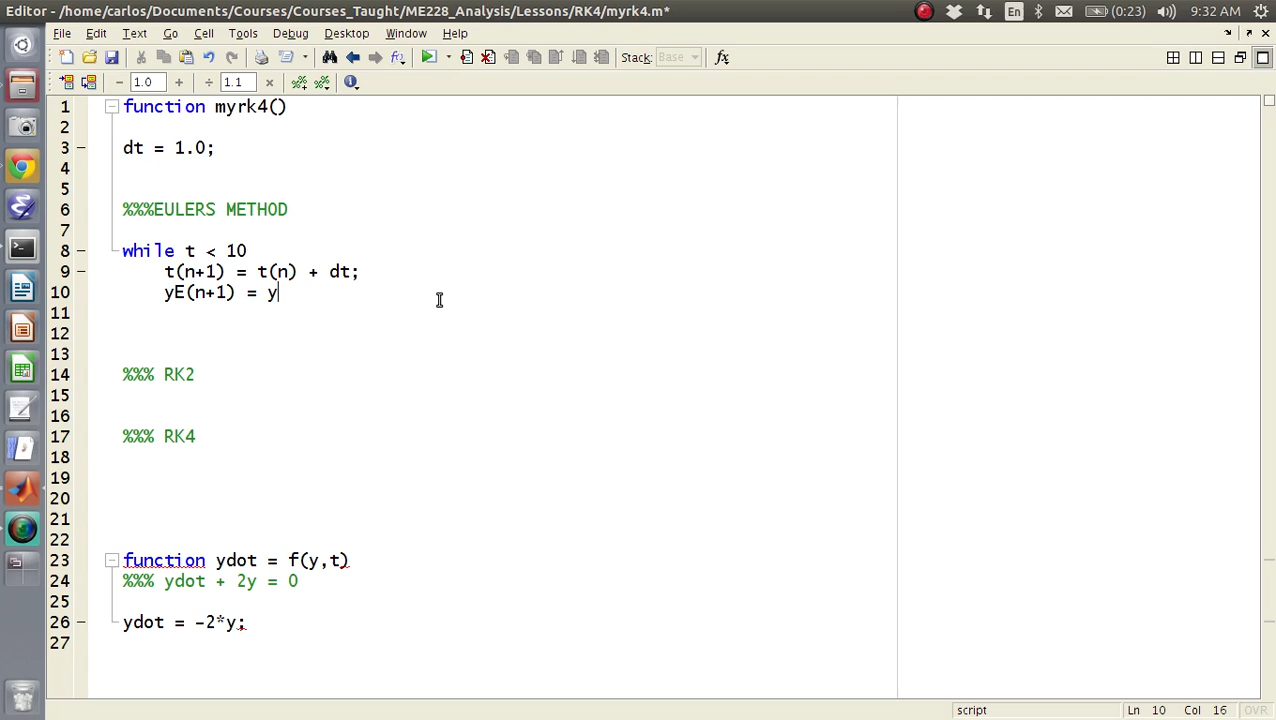 Editor - /home/carlos/Documents/Courses/Courses_Taught/ME228_Analysis/Lessons/RK4/myrk4.m*
En
(0:23)
9:32 AM
File Edit Text Go Cell Tools Debug Desktop Window Help
Stack: Base fx
− 1.0 + ÷ 1.1 ×
1 function myrk4()
2
3 − dt = 1.0;
4
5
6 %%%EULERS METHOD
7
8 − while t < 10
9 − t(n+1) = t(n) + dt;
10 yE(n+1) = y
11
12
13
14 %%% RK2
15
16
17 %%% RK4
18
19
20
21
22
23 function ydot = f(y,t)
24 %%% ydot + 2y = 0
25
26 − ydot = -2*y;
27
script Ln 10 Col 16 OVR